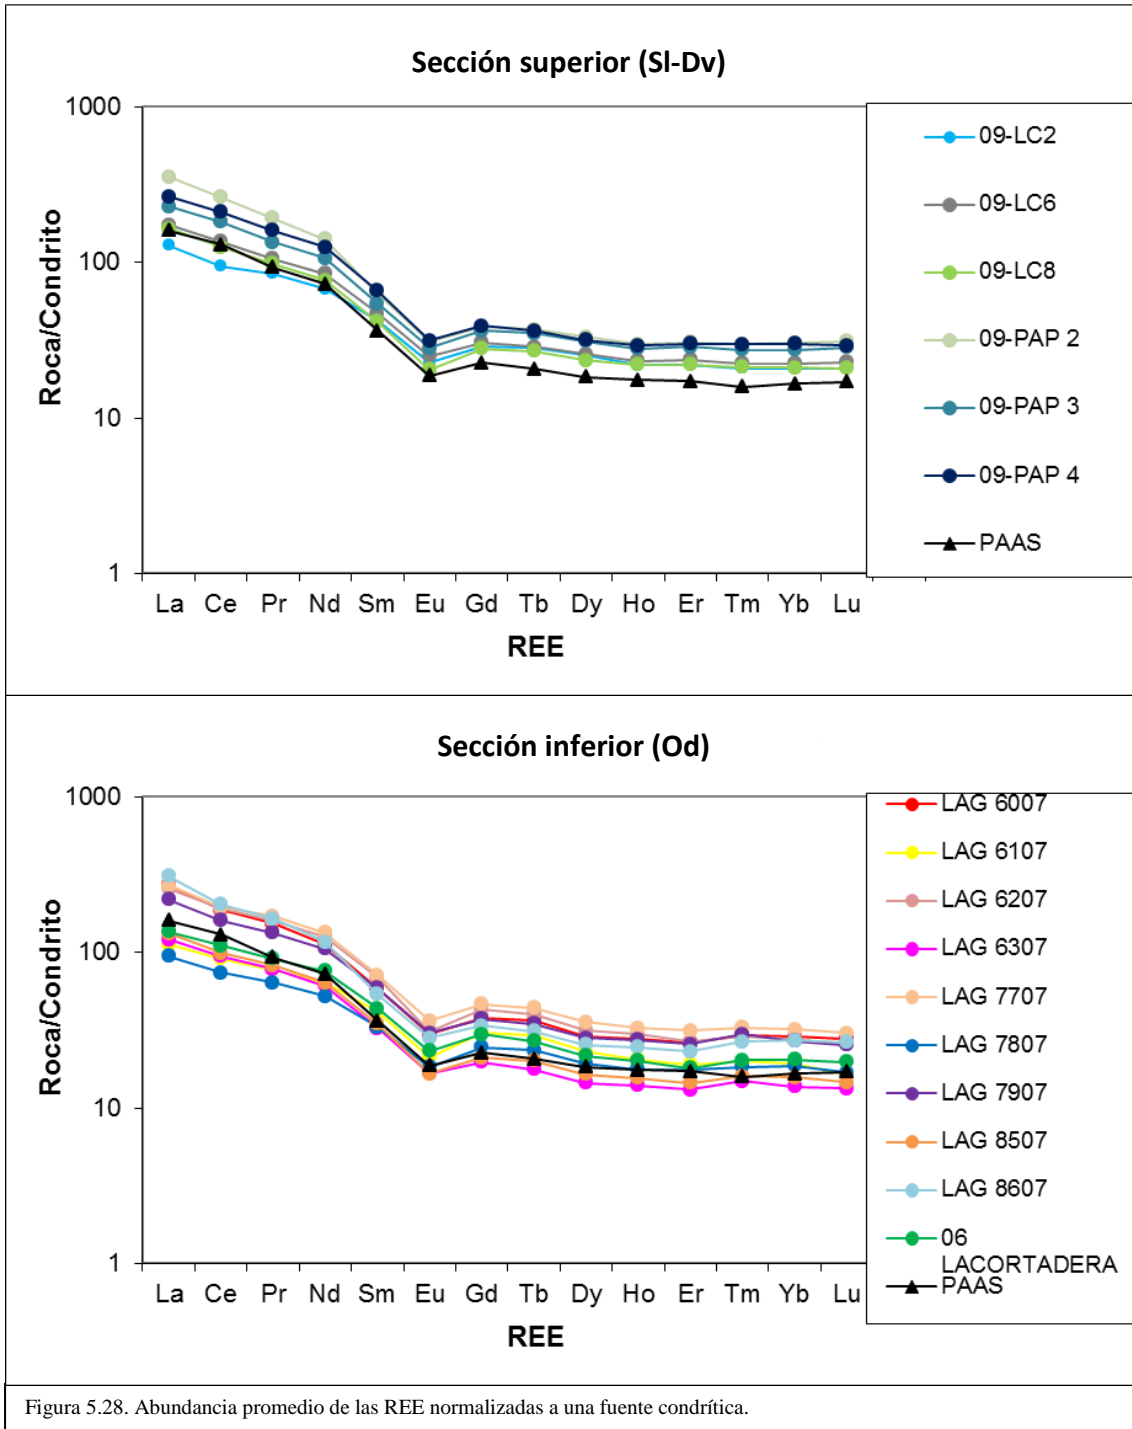 Sección superior (Sl-Dv)
1000
100
10
1
Roca/Condrito
La Ce Pr Nd Sm Eu Gd Tb Dy Ho Er Tm Yb Lu
REE
09-LC2
09-LC6
09-LC8
09-PAP 2
09-PAP 3
09-PAP 4
PAAS
Sección inferior (Od)
1000
100
10
1
Roca/Condrito
La Ce Pr Nd Sm Eu Gd Tb Dy Ho Er Tm Yb Lu
REE
LAG 6007
LAG 6107
LAG 6207
LAG 6307
LAG 7707
LAG 7807
LAG 7907
LAG 8507
LAG 8607
06
LACORTADERA
PAAS
Figura 5.28. Abundancia promedio de las REE normalizadas a una fuente condrítica.